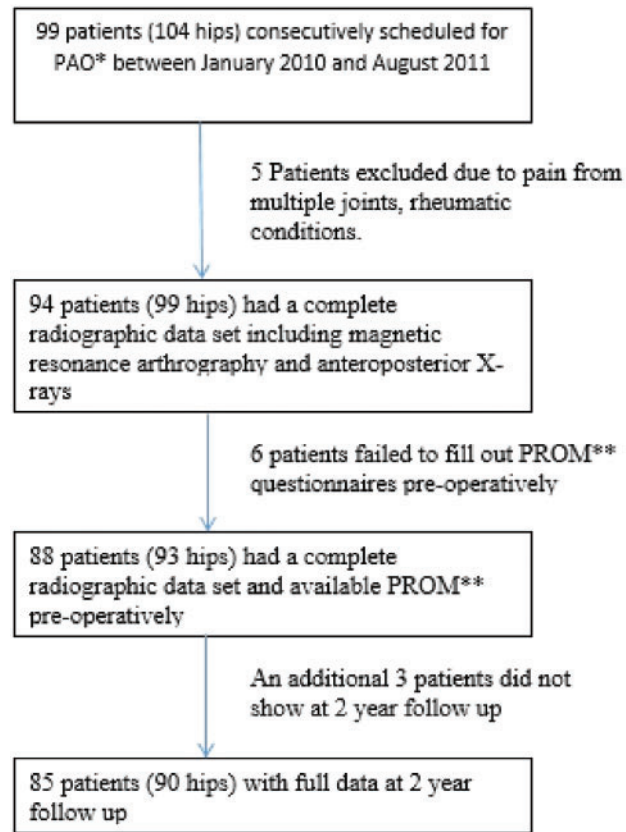 99 patients (104 hips) consecutively scheduled for
PAO* between January 2010 and August 2011
5 Patients excluded due to pain from
multiple joints, rheumatic
conditions.
94 patients (99 hips) had a complete
radiographic data set including magnetic
resonance arthrography and anteroposterior X-
rays
6 patients failed to fill out PROM**
questionnaires pre-operatively
88 patients (93 hips) had a complete
radiographic data set and available PROM**
pre-operatively
An additional 3 patients did not
show at 2 year follow up
85 patients (90 hips) with full data at 2 year
follow up